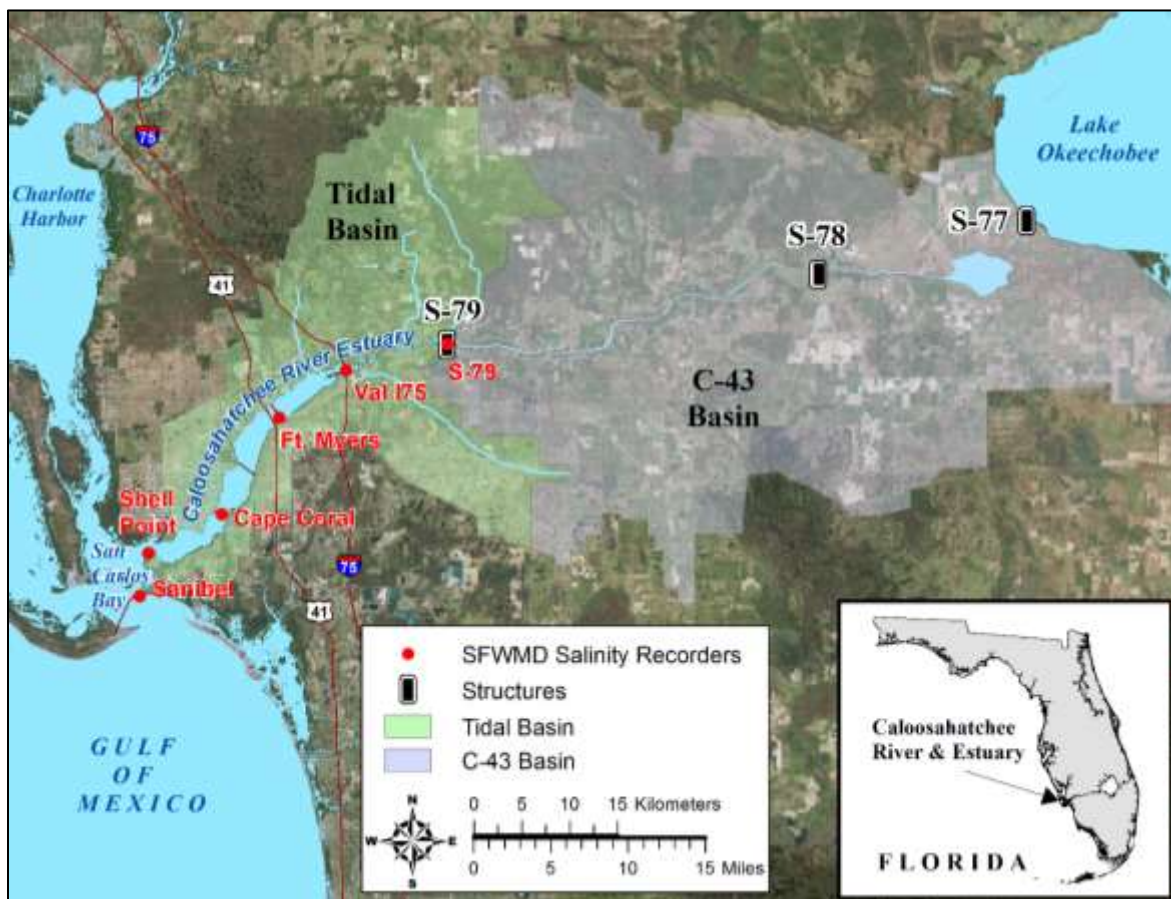 Lake
Okeechobee
75
Charlotte
Harbor
Tidal
Basin
S-77
S-78
41
S-79
S-79
Caloosahatchee River Estuary
Val I75
C-43
Basin
Ft. Myers
Shell
Point
Cape Coral
San
Carlos
Bay
Sanibel
75
41
SFWMD Salinity Recorders
Structures
Tidal Basin
C-43 Basin
GULF
OF
MEXICO
N
W E
S
0 5 10 15 Kilometers
0 5 10 15 Miles
Caloosahatchee
River & Estuary
FLORIDA